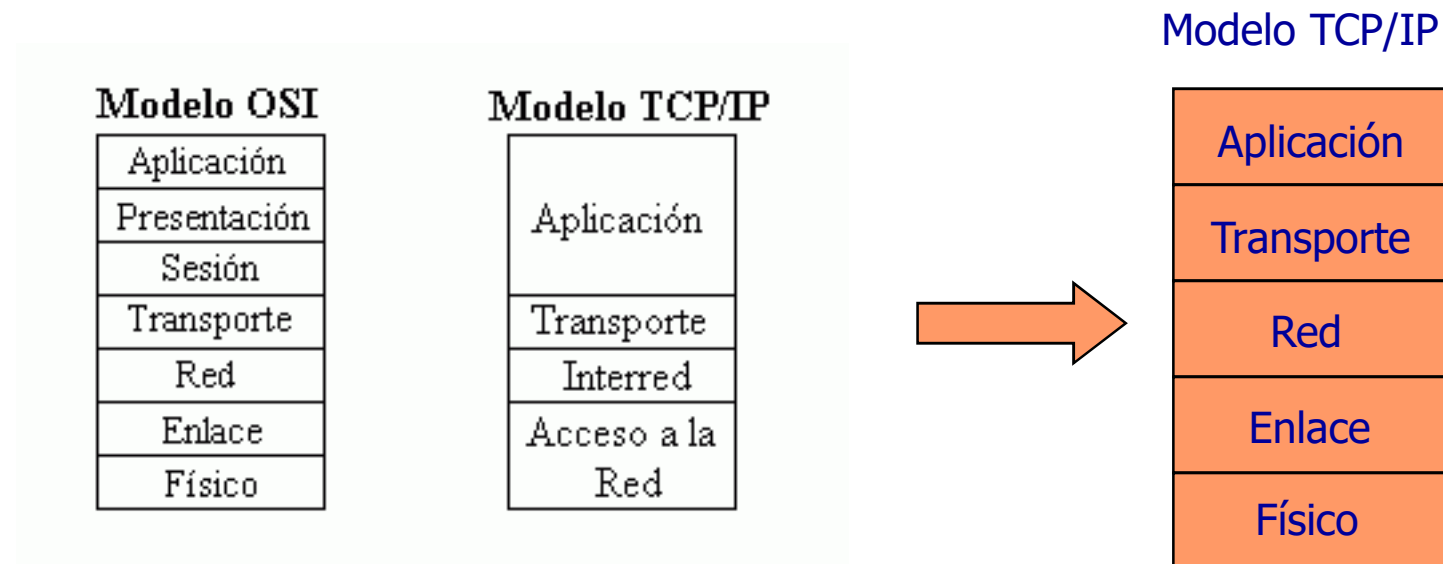 Modelo OSI
Aplicación
Presentación
Sesión
Transporte
Red
Enlace
Físico
Modelo TCP/IP
Aplicación
Transporte
Interred
Acceso a la
Red
Modelo TCP/IP
Aplicación
Transporte
Red
Enlace
Físico